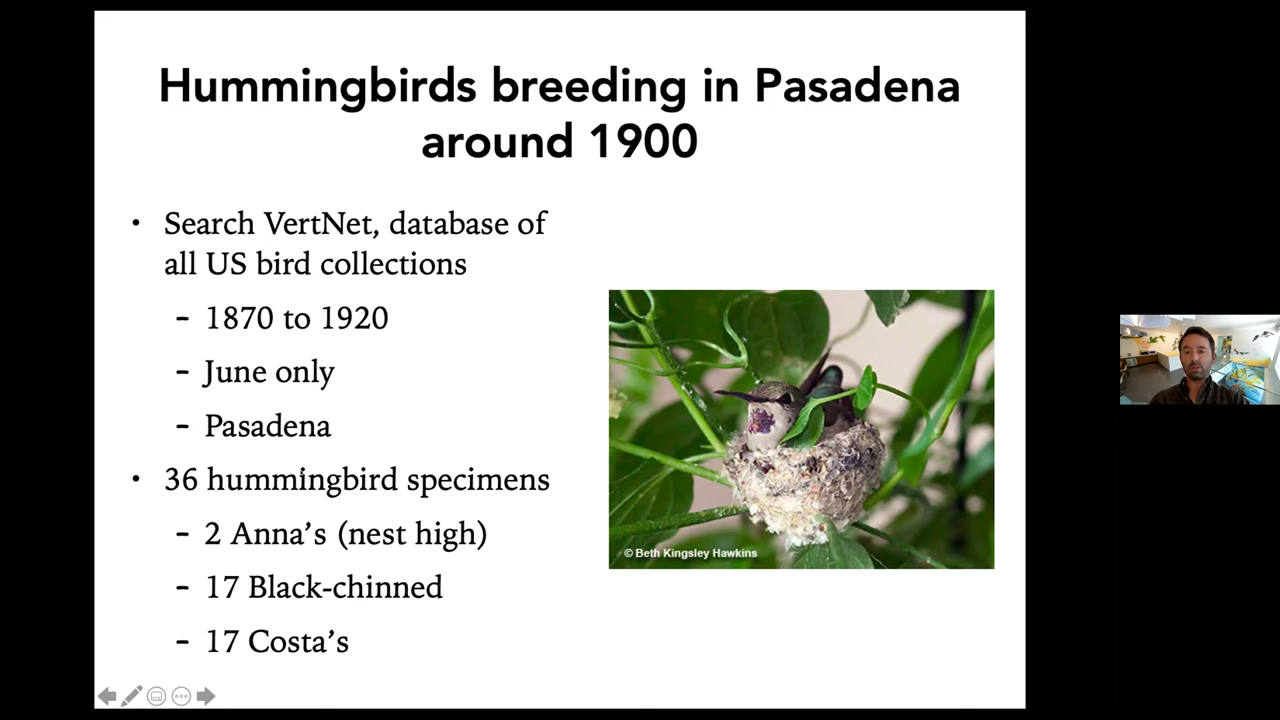 Hummingbirds breeding in Pasadena
around 1900
• Search VertNet, database of
all US bird collections
– 1870 to 1920
– June only
– Pasadena
• 36 hummingbird specimens
– 2 Anna’s (nest high)
– 17 Black-chinned
– 17 Costa’s
© Beth Kingsley Hawkins